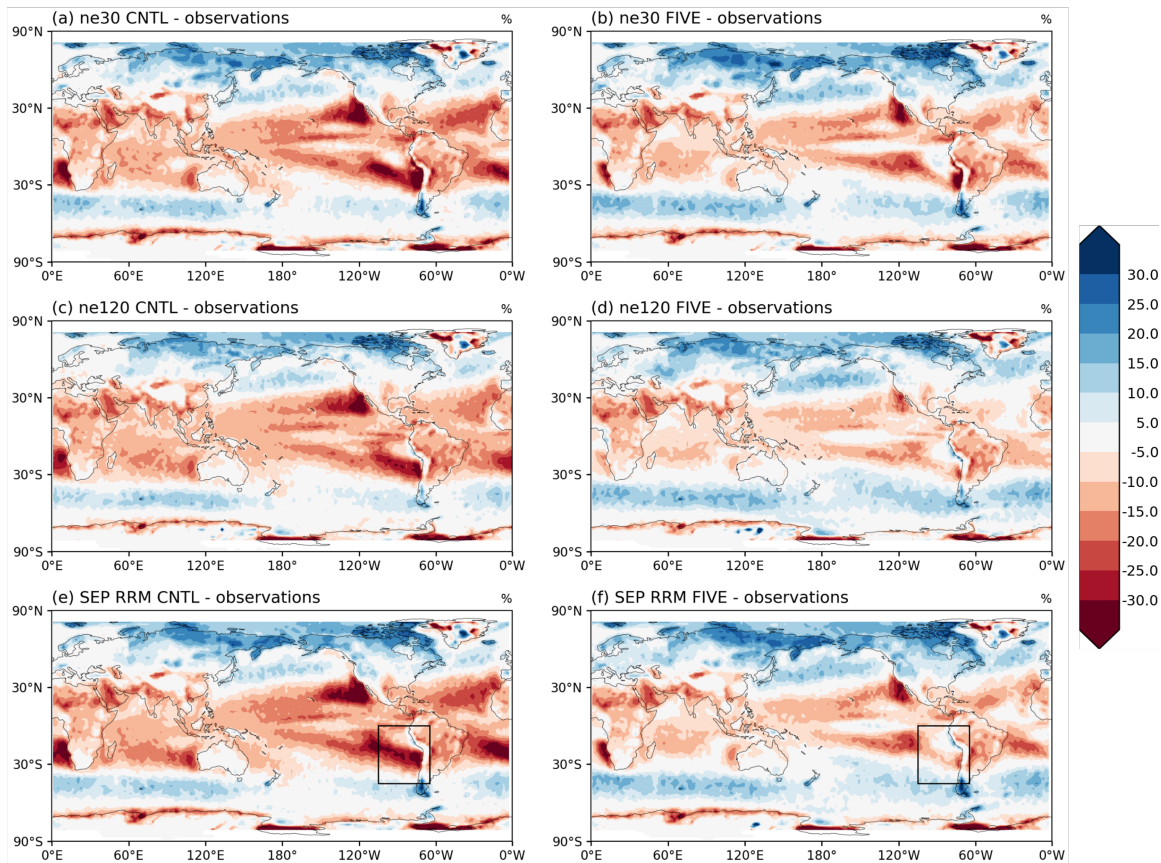 (a) ne30 CNTL - observations %
(b) ne30 FIVE - observations %
90°N
30°N
30°S
90°S
0°E 60°E 120°E 180° 120°W 60°W 0°W
90°N
30°N
30°S
90°S
0°E 60°E 120°E 180° 120°W 60°W 0°W
(c) ne120 CNTL - observations %
(d) ne120 FIVE - observations %
90°N
30°N
30°S
90°S
0°E 60°E 120°E 180° 120°W 60°W 0°W
90°N
30°N
30°S
90°S
0°E 60°E 120°E 180° 120°W 60°W 0°W
(e) SEP RRM CNTL - observations %
(f) SEP RRM FIVE - observations %
90°N
30°N
30°S
90°S
0°E 60°E 120°E 180° 120°W 60°W 0°W
90°N
30°N
30°S
90°S
0°E 60°E 120°E 180° 120°W 60°W 0°W
30.0
25.0
20.0
15.0
10.0
5.0
-5.0
-10.0
-15.0
-20.0
-25.0
-30.0